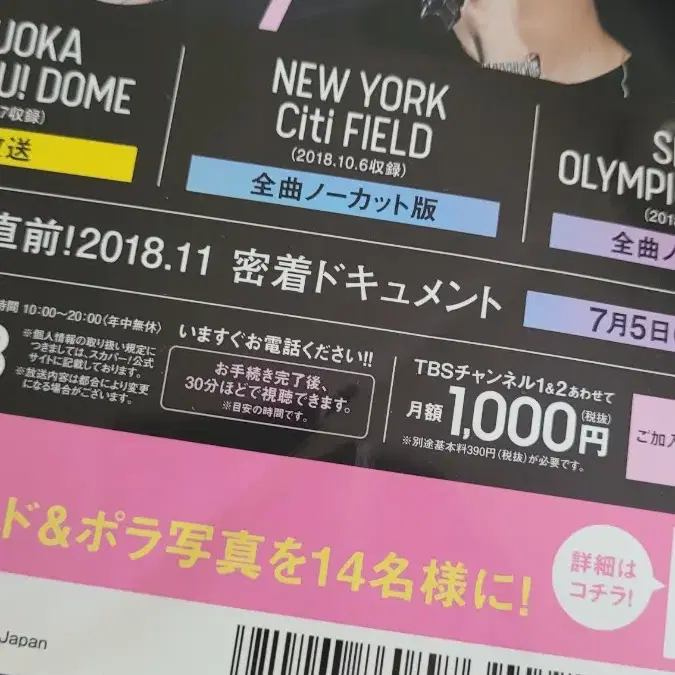 UOKA
U! DOME
7収録)
送
NEW YORK
Citi FIELD
(2018.10.6収録)
全曲ノーカット版
OLYMPI
(201
全曲ノ
直前!2018.11 密着ドキュメント
7月5日
時間 10:00〜20:00(年中無休)
※個人情報の取り扱い規定に
つきましては、スカパー!公式
サイトに記載しております。
※放送内容は都合により変更
になる場合がございます。
いますぐお電話ください!!
お手続き完了後、
30分ほどで視聴できます。
※目安の時間です。
TBSチャンネル1&2あわせて
月額1,000円(税抜)
※別途基本料390円(税抜)が必要です。
ご加入
ド&ポラ写真を14名様に!
詳細は
コチラ!
Japan